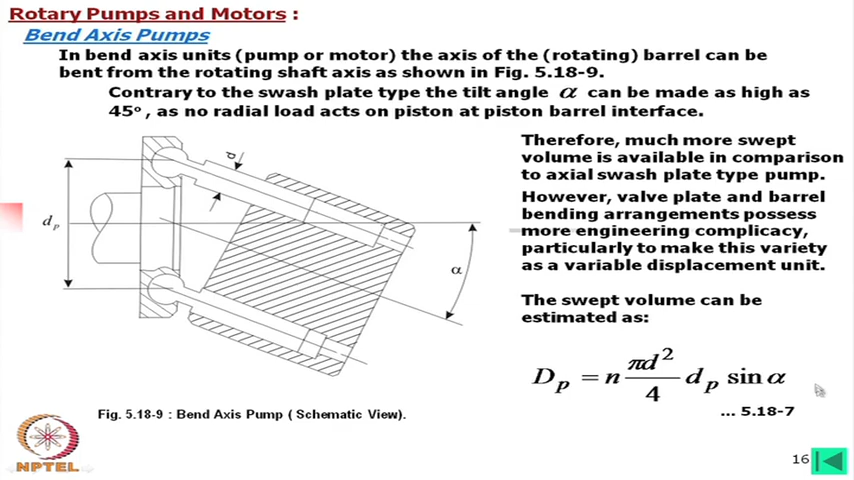 Rotary Pumps and Motors :
Bend Axis Pumps
In bend axis units (pump or motor) the axis of the (rotating) barrel can be
bent from the rotating shaft axis as shown in Fig. 5.18-9.
Contrary to the swash plate type the tilt angle α can be made as high as
45°, as no radial load acts on piston at piston barrel interface.
d
d_p
α
Therefore, much more swept
volume is available in comparison
to axial swash plate type pump.
However, valve plate and barrel
bending arrangements possess
more engineering complicacy,
particularly to make this variety
as a variable displacement unit.
The swept volume can be
estimated as:
D_p = n πd²/4 d_p sin α
... 5.18-7
Fig. 5.18-9 : Bend Axis Pump ( Schematic View).
NPTEL
16